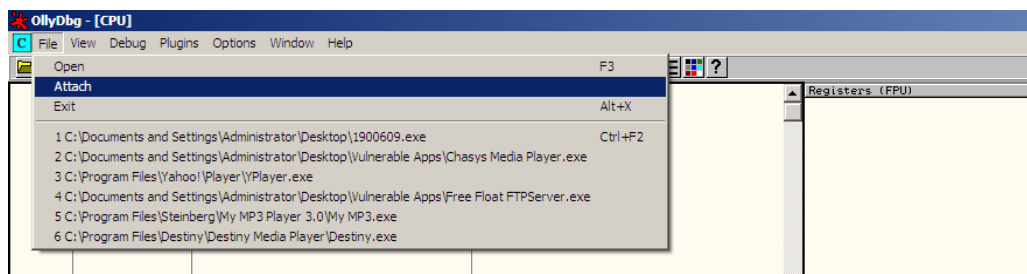 OllyDbg - [CPU]
C File View Debug Plugins Options Window Help
Open F3
Attach
Exit Alt+X
1 C:\Documents and Settings\Administrator\Desktop\1900609.exe Ctrl+F2
2 C:\Documents and Settings\Administrator\Desktop\Vulnerable Apps\Chasys Media Player.exe
3 C:\Program Files\Yahoo!\Player\YPlayer.exe
4 C:\Documents and Settings\Administrator\Desktop\Vulnerable Apps\Free Float FTPServer.exe
5 C:\Program Files\Steinberg\My MP3 Player 3.0\My MP3.exe
6 C:\Program Files\Destiny\Destiny Media Player\Destiny.exe
?
Registers (FPU)